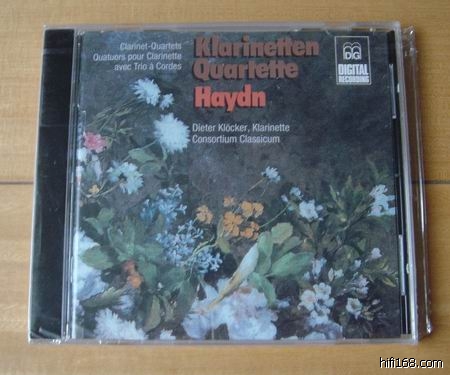 Clarinet-Quartets
Quatuors pour Clarinette
avec Trio à Cordes
Klarinetten
Quartette
Haydn
Dieter Klöcker, Klarinette
Consortium Classicum
MDG
DIGITAL
RECORDING
hifi168.com